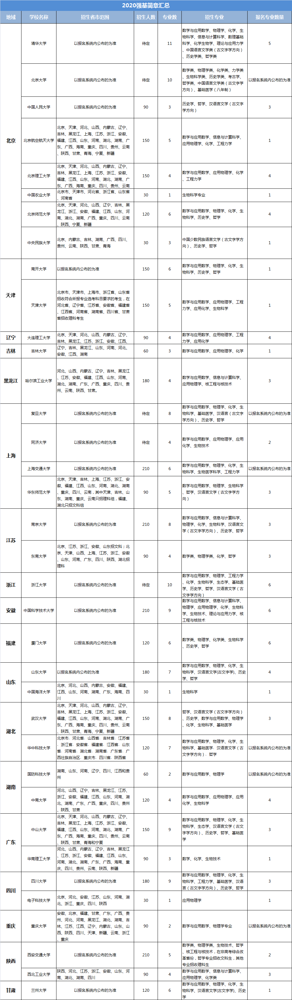 2020强基简章汇总
地域 学校名称 招生省市范围 招生人数 专业数 招生专业 报名专业数量
北京
清华大学
以报名系统内公布的为准
待定
11
数学与应用数学、物理学、化学、生
物科学、信息与计算科学、数理基础
科学、化学生物学、理论与应用力学
、中国语言文学类（古文字学方向）
、历史学类、哲学类
5
北京大学
以报名系统内公布的为准
待定
10
数学类、物理学类、化学类、力学类
、生物科学类、历史学类、考古学、
哲学类、中国语言文学类（古文字学
方向）、基础医学（八年制）
以报名系统内公布的为准
中国人民大学
以报名系统内公布的为准
90
3
历史学、哲学、汉语言文学（古文字
学方向）
3
北京航空航天大学
北京、天津、河北、山西、内蒙古、辽宁、
吉林、黑龙江、上海、江苏、浙江、安徽、
福建、江西、山东、河南、湖北、湖南、广
东、广西、海南、重庆、四川、贵州、云南
、陕西、甘肃、青海、宁夏、新疆
150
5
数学与应用数学、信息与计算科学、
应用物理学、化学、工程力学
1
北京理工大学
北京、天津、河北、山西、内蒙古、辽宁、
吉林、黑龙江、上海、江苏、浙江、安徽、
福建、江西、山东、河南、湖北、湖南、广
东、广西、海南、重庆、四川、贵州、云南
150
4
数学与应用数学、应用物理学、化学
、工程力学
4
中国农业大学
北京市、天津市、河北省、浙江省、山东省
、河南省
30
1
生物科学专业
1
北京师范大学
北京、天津、河北、山西、辽宁、吉林、黑
龙江、浙江、安徽、福建、江西、山东、河
南、湖北、湖南、广西、重庆、四川、云南
、陕西、宁夏、新疆
120
6
数学与应用数学、物理学、化学、生
物科学、历史学、哲学
4
中央民族大学
北京、内蒙古、吉林、湖南、广西、四川、
贵州、云南、陕西、甘肃、青海
30
3
中国少数民族语言文学（古文字学方
向）、历史学、哲学
1
天津
南开大学
以报名系统内公布的为准
150
6
数学与应用数学、物理学、化学、生
物科学、历史学、哲学
1
天津大学
北京市、天津市、上海市、浙江省、山东省
招收符合所报专业选考科目要求的考生，在
河北省、辽宁省、江苏省、安徽省、福建省
、江西省、河南省、湖南省、四川省、甘肃
省招收理科考生
150
5
数学与应用数学、应用物理学、工程
力学、应用化学、生物科学
1
辽宁
大连理工大学
北京、天津、河北、山西、内蒙古、辽宁、
吉林、黑龙江、江苏、浙江、安徽、江西、
90
4
数学与应用数学、应用物理学、工程
力学、应用化学
4
吉林
吉林大学
辽宁、吉林、黑龙江、山东、河南、河北、
安徽、江西、湖南
60
3
数学与应用数学、应用物理学、化学
1
黑龙江
哈尔滨工业大学
河北、山西、内蒙古、辽宁、吉林、黑龙江
、江苏、安徽、福建、江西、山东、河南、
湖北、湖南、广东、广西、重庆、四川、贵
州、云南、陕西、甘肃。
180
4
数学与应用数学、信息与计算科学、
应用物理学、核工程与核技术
3
上海
复旦大学
以报名系统内公布的为准
待定
8
数学与应用数学、物理学、化学、生
物科学、基础医学、汉语言（古文字
学方向）、历史学、哲学
以报名系统内公布的为准
同济大学
以报名系统内公布的为准
待定
4
数学与应用数学、应用物理学、应用
化学、生物技术
2
上海交通大学
以报名系统内公布的为准
210
6
数学与应用数学、物理学、化学、生
物科学、生物医学科学、工程力学
以报名系统内公布的为准
华东师范大学
北京、天津、吉林、上海、江苏、浙江、安
徽、福建、江西、山东、河南、湖北、湖南
、重庆、四川、云南，其中天津、吉林、山
东、湖南、重庆、云南只招理科组，福建、
湖北只招文科组
90
5
数学与应用数学、物理学、生物科学
、哲学、汉语言文学（古文字学方
向）
3
江苏
南京大学
以报名系统内公布的为准
210
8
数学与应用数学、信息与计算科学、
物理学、化学、生物科学、汉语言文
学（古文字学方向）、历史学、哲学
3
东南大学
北京、江苏、浙江、安徽、山东招文科；北
京、天津、山西、上海、江苏、浙江、安徽
、山东、河南、广东、四川、陕西、湖北招
理科
90
4
数学类、物理学类、化学、哲学
3
浙江
浙江大学
以报名系统内公布的为准
待定
10
数学与应用数学、物理学、工程力学
、化学、生物科学、生态学、基础医
学、历史学、哲学、汉语言文学（古
文字学方向）
6
安徽
中国科学技术大学
以报名系统内公布的为准
210
9
数学与应用数学、信息与计算科学、
物理学、应用物理学、化学、生物科
学、生物技术、理论与应用力学、核
工程与核技术
6
福建
厦门大学
以报名系统内公布的为准
120
6
数学类、物理学、化学类、生物科学
、历史学、哲学
6
山东
山东大学
以报名系统内公布的为准
180
7
数学与应用数学、物理学、化学、生
物科学、汉语言文学(古文字学)、历史
学、哲学
4
中国海洋大学
北京、河北、山西、内蒙古、安徽、福建、
江西、山东、河南、湖南、广东、海南、四
川
30
1
生物科学
1
湖北
武汉大学
北京、天津、河北、山西、内蒙古、辽宁、
吉林、黑龙江、上海、江苏、浙江、安徽、
福建、江西、山东、河南、湖北、湖南、广
东、广西、海南、重庆、四川、贵州、云南
、陕西、甘肃、青海、宁夏、新疆
150
8
哲学、汉语言文学（古文字学方向）
、历史学、数学与应用数学、物理学
、化学、生物科学、基础医学
3
华中科技大学
北京市、河北省、山西省、吉林省、江苏省
、浙江省、安徽省、福建省、江西省、山东
省、河南省、湖北省、湖南省、广东省、广
西壮族自治区、重庆市、四川省、陕西省
120
7
数学与应用数学、物理学、化学、生
物科学、基础医学、汉语言文学（古
文字学方向）、哲学
以报名系统内公布的为准
湖南
国防科技大学
湖南、山东、河南、辽宁、四川、江西和贵
州
60
2
数学与应用数学、物理学
以报名系统内公布的为准
中南大学
河北、山西、辽宁、吉林、黑龙江、江苏、
浙江、安徽、福建、江西、山东、河南、湖
北、湖南、广东、广西、重庆、四川、贵州
、陕西、甘肃
120
4
数学与应用数学、应用物理学、应用
化学、生物科学
4
广东
中山大学
北京、天津、河北、山西、内蒙古、辽宁、
吉林、黑龙江、上海、江苏、浙江、安徽、
福建、江西、山东、河南、湖北、湖南、广
东、广西、海南、重庆、四川、贵州、云南
、陕西、甘肃、青海和宁夏
150
9
数学与应用数学、物理学、化学、生
物科学、生态学、汉语言文学（古文
字学方向）、历史学、哲学、基础医
学
3
华南理工大学
河北、山西、内蒙古、辽宁、吉林、黑龙江
、江苏、浙江、安徽、福建、江西、山东、
河南、湖北、湖南、广东、广西、海南、重
庆、四川、贵州、云南、陕西、新疆
90
3
数学、化学、生物技术
1
四川
四川大学
以报名系统内公布的为准
180
9
数学与应用数学、物理学、化学、生
物科学、工程力学、基础医学、汉语
言（古文字学方向）、历史学、哲学
3
电子科技大学
北京、河北、安徽、江苏、山东、河南、湖
北、浙江、重庆、四川、陕西
30
1
应用物理学
1
重庆
重庆大学
安徽、北京、福建、甘肃、广东、广西、贵
州、河北、河南、黑龙江、湖北、湖南、吉
林、江苏、江西、辽宁、内蒙古、山东、山
西、陕西、四川、天津、新疆、云南、浙江
、重庆
90
2
数学与应用数学、物理学专业
以报名系统内公布的为准
陕西
西安交通大学
以报名系统内公布的为准
210
5
数学类、物理学类、生物技术、哲学
、核工程与核技术，在非高考综合改
革省份，哲学专业招收文科生，其他
专业招收理科生
2
西北工业大学
陕西、河北、江苏、浙江、安徽、山东、河
南、湖北、湖南、四川
90
4
数学与应用数学、信息与计算科学、
应用物理学、化学类
3
甘肃
兰州大学
以报名系统内公布的为准
120
6
数学与应用数学、物理学、化学、生
物科学、汉语言文学(古文字学)、历史
学
1